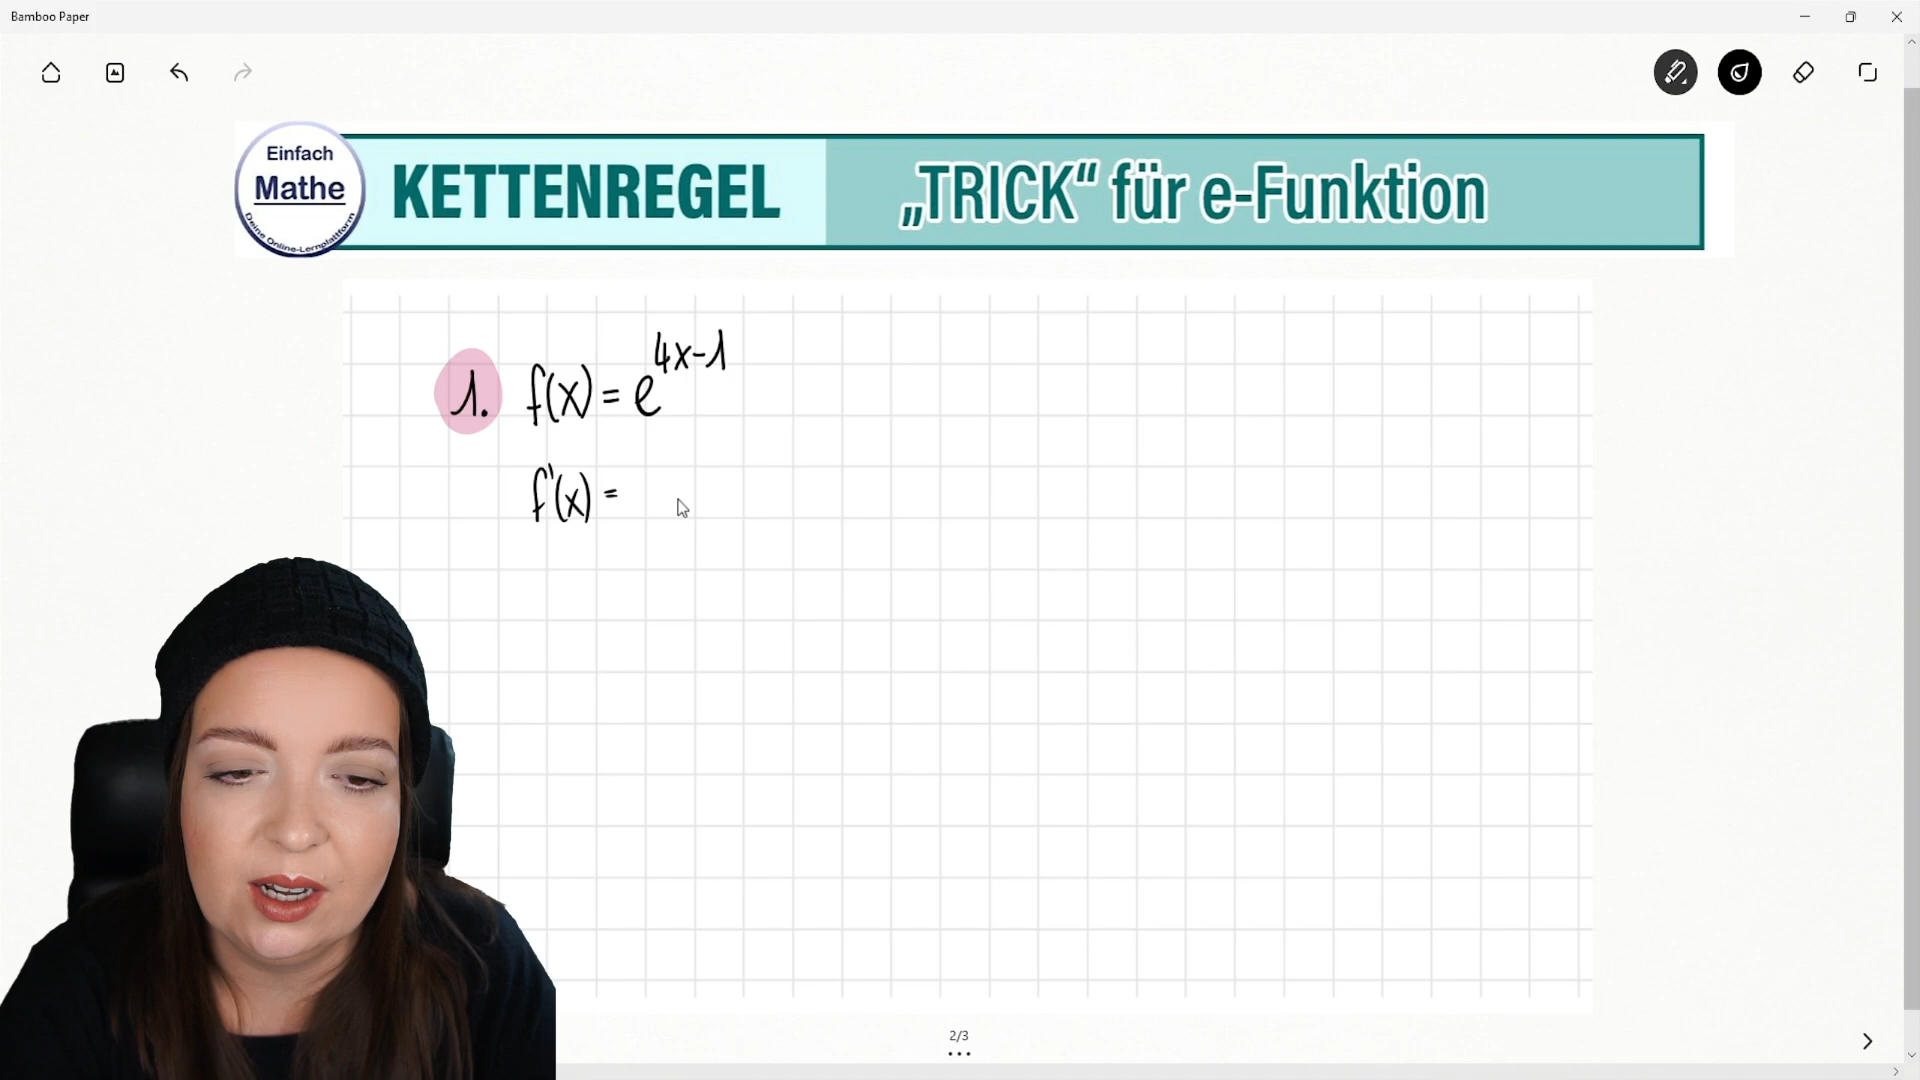 Bamboo Paper
Einfach
Mathe
Deine Online-Lernplattform
KETTENREGEL
„TRICK“ für e-Funktion
1. f(x) = e^{4x-1}
f'(x) =
2/3